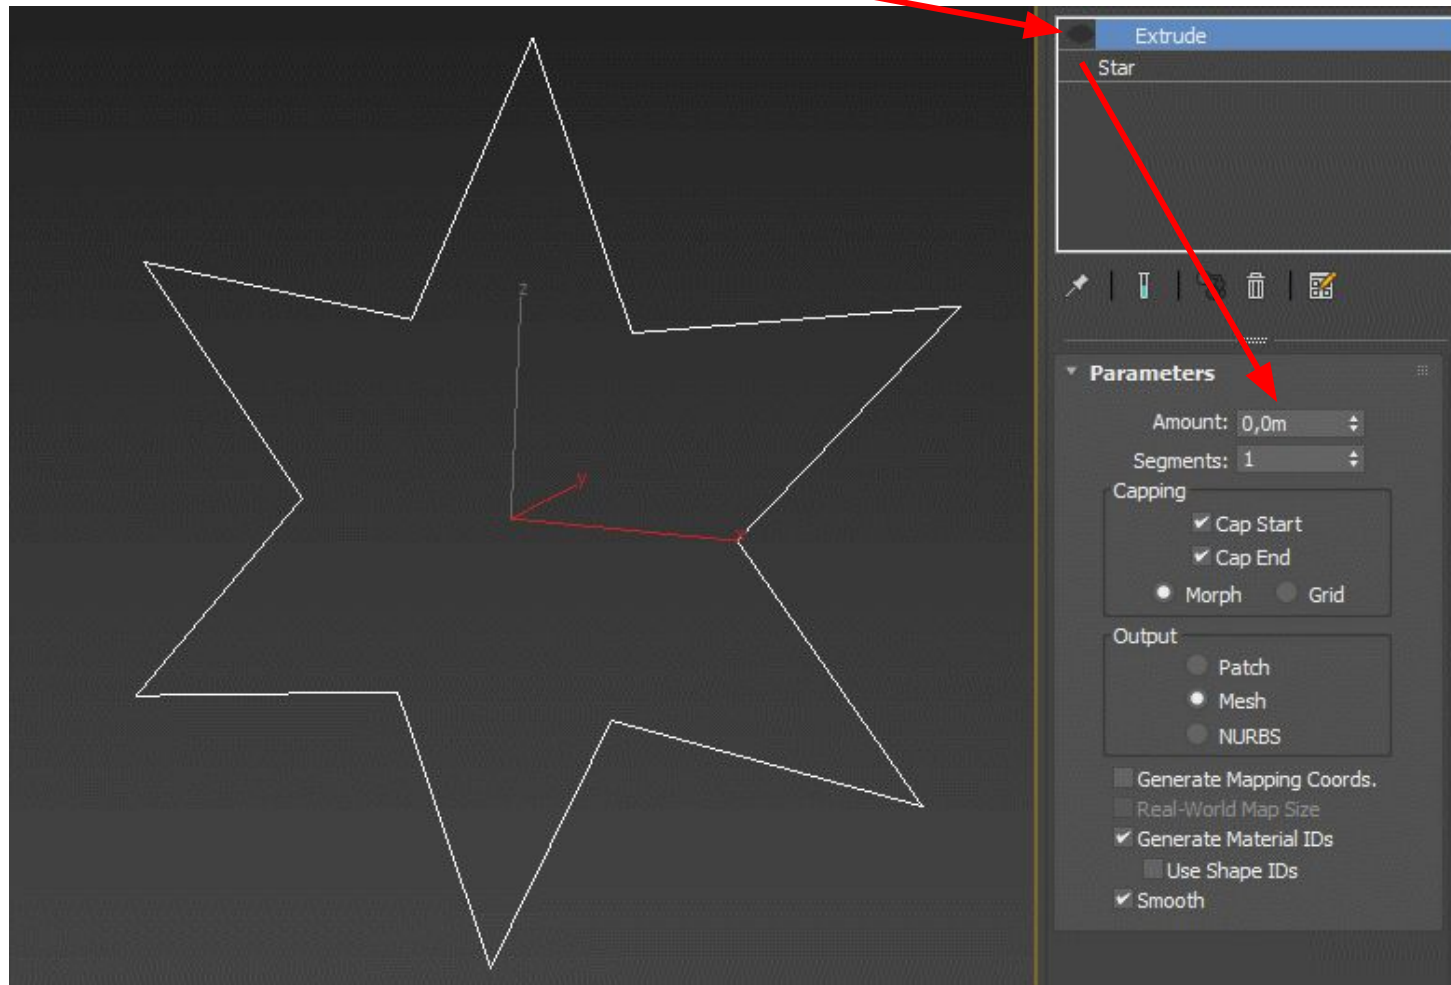 Extrude
Star
z
y
x
Parameters
Amount: 0,0m
Segments: 1
Capping
Cap Start
Cap End
Morph Grid
Output
Patch
Mesh
NURBS
Generate Mapping Coords.
Real-World Map Size
Generate Material IDs
Use Shape IDs
Smooth